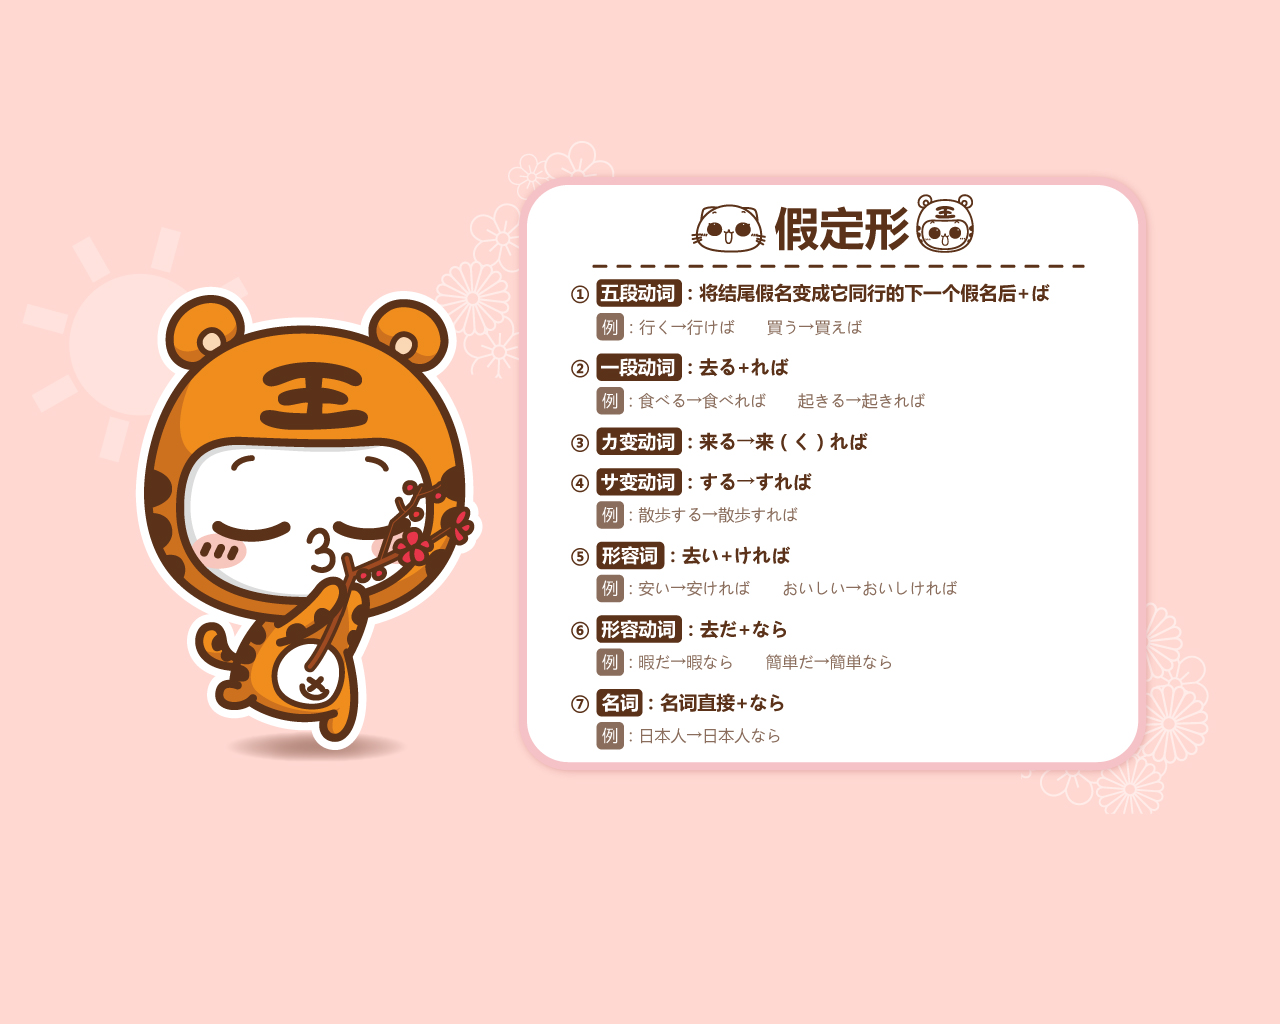 王
假定形
王
① 五段动词：将结尾假名变成它同行的下一个假名后+ば
例：行く→行けば　　買う→買えば
② 一段动词：去る+れば
例：食べる→食べれば　　起きる→起きれば
③ カ变动词：来る→来（く）れば
④ サ变动词：する→すれば
例：散歩する→散歩すれば
⑤ 形容词：去い+ければ
例：安い→安ければ　　おいしい→おいしければ
⑥ 形容动词：去だ+なら
例：暇だ→暇なら　　簡単だ→簡単なら
⑦ 名词：名词直接+なら
例：日本人→日本人なら